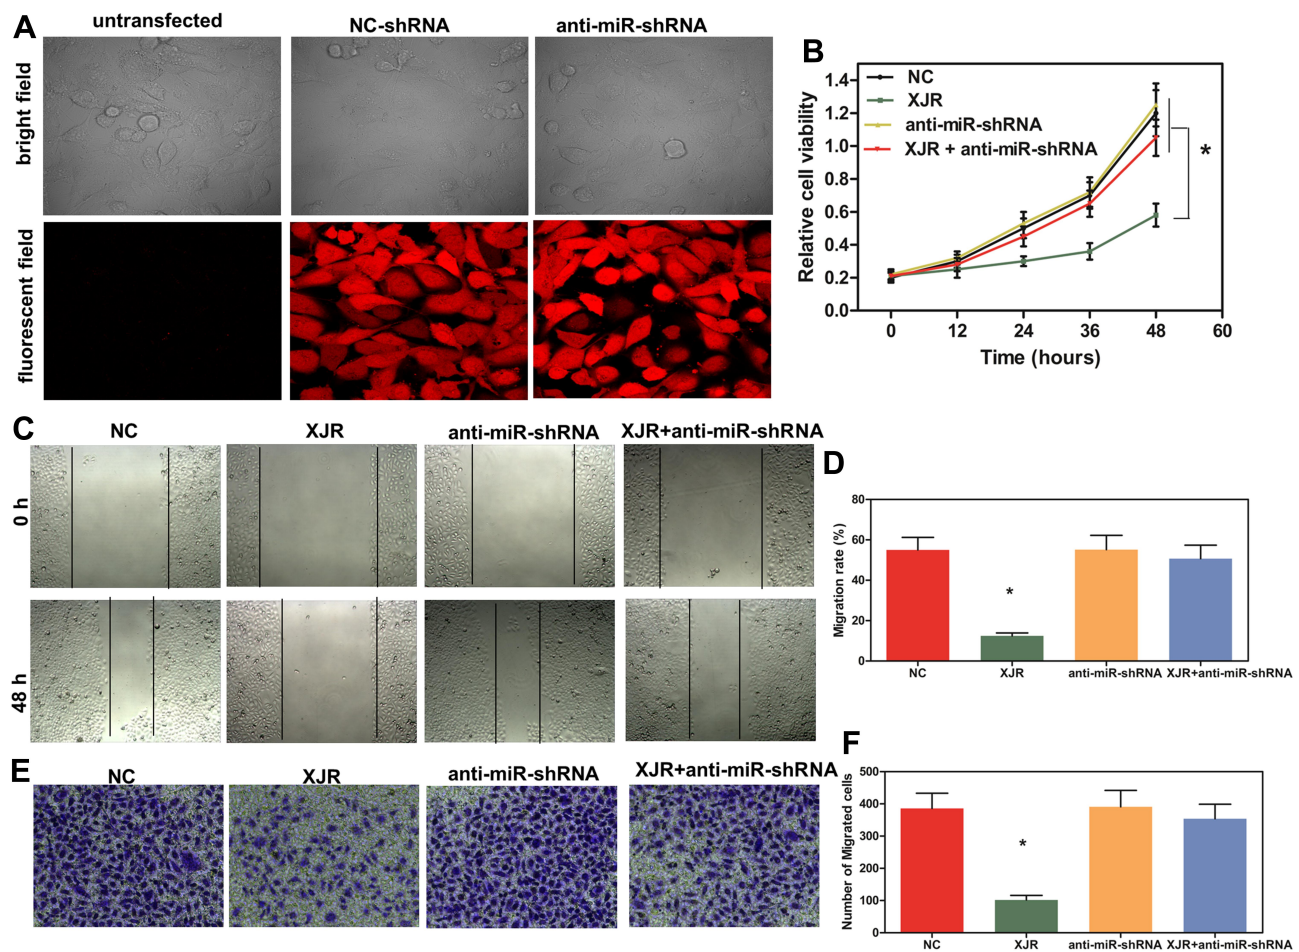 A
untransfected
NC-shRNA
anti-miR-shRNA
bright field
fluorescent field
B
NC
XJR
anti-miR-shRNA
XJR + anti-miR-shRNA
*
Relative cell viability
1.4
1.2
1.0
0.8
0.6
0.4
0.2
0.0
0 12 24 36 48 60
Time (hours)
C
NC XJR anti-miR-shRNA XJR+anti-miR-shRNA
0 h
48 h
D
Migration rate (%)
80
60
40
20
0
*
NC XJR anti-miR-shRNA XJR+anti-miR-shRNA
E
NC XJR anti-miR-shRNA XJR+anti-miR-shRNA
F
Number of Migrated cells
500
400
300
200
100
0
*
NC XJR anti-miR-shRNA XJR+anti-miR-shRNA